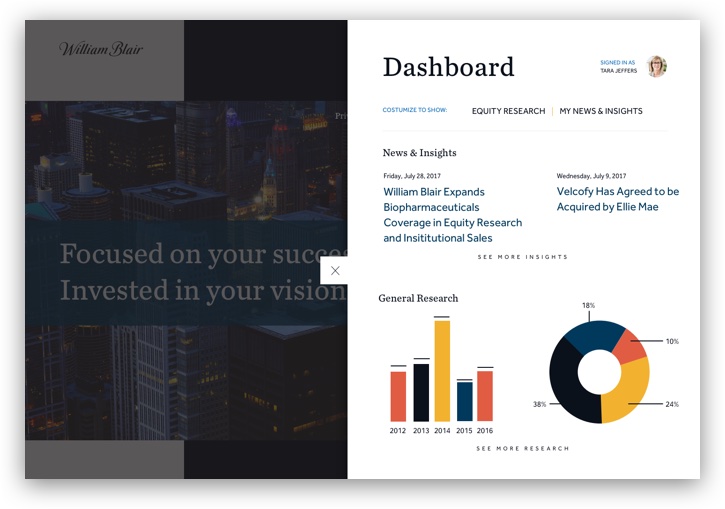 William Blair
Pri
Focused on your succes
Invested in your vision
Dashboard
SIGNED IN AS
TARA JEFFERS
COSTUMIZE TO SHOW:
EQUITY RESEARCH
MY NEWS & INSIGHTS
News & Insights
Friday, July 28, 2017
William Blair Expands
Biopharmaceuticals
Coverage in Equity Research
and Insititutional Sales
Wednesday, July 9, 2017
Velcofy Has Agreed to be
Acquired by Ellie Mae
SEE MORE INSIGHTS
General Research
2012 2013 2014 2015 2016
18%
10%
24%
38%
SEE MORE RESEARCH